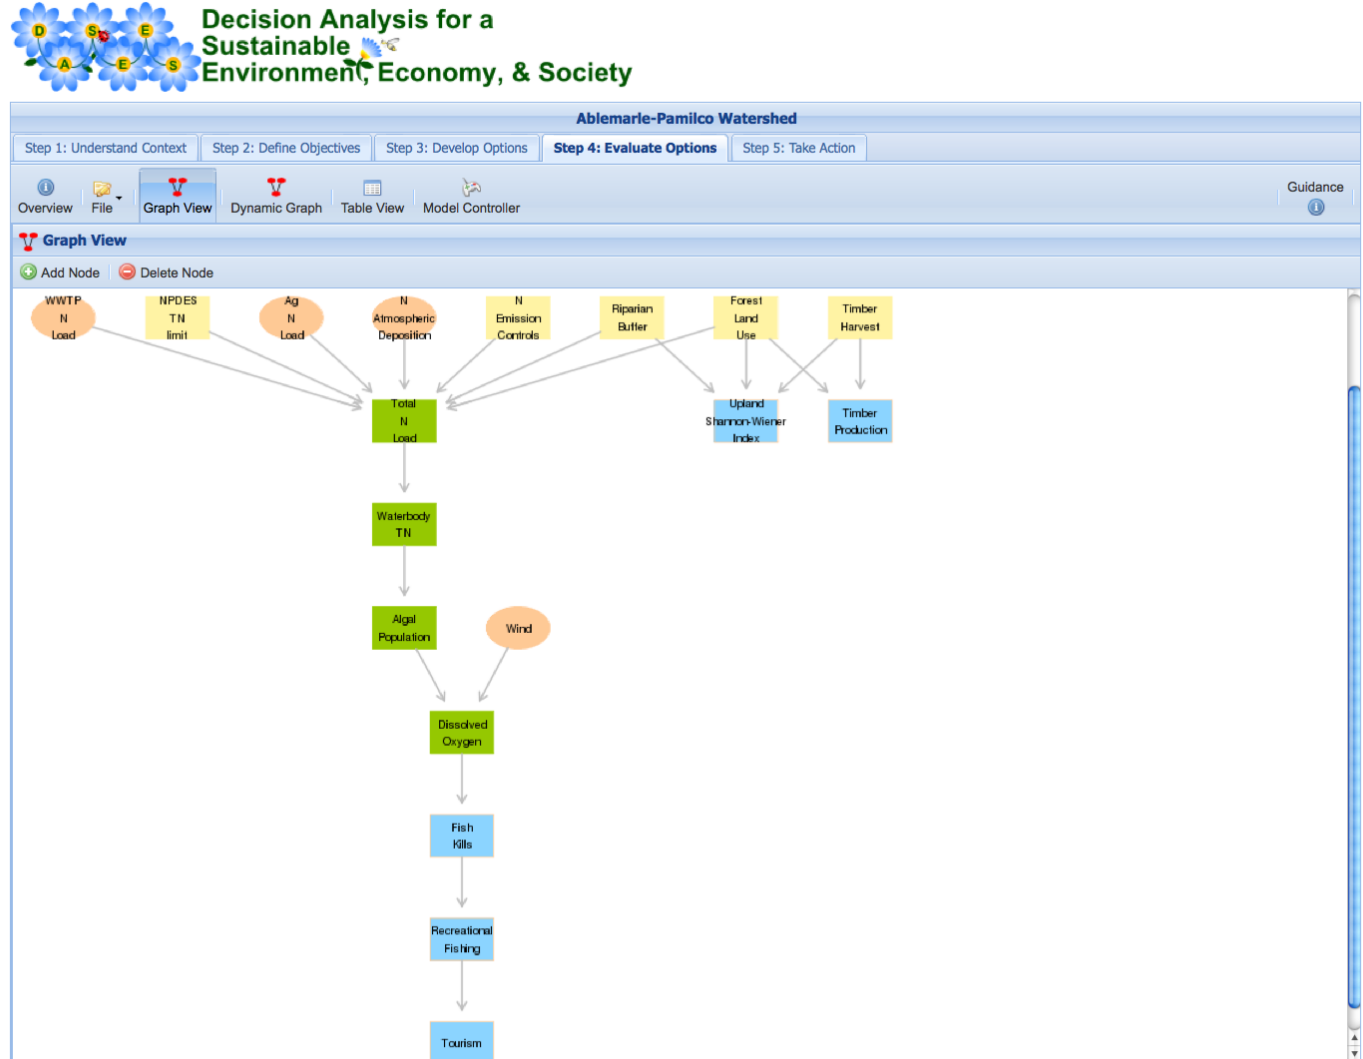 D S E
A E S
Decision Analysis for a
Sustainable
Environment, Economy, & Society
Ablemarle-Pamilco Watershed
Step 1: Understand Context
Step 2: Define Objectives
Step 3: Develop Options
Step 4: Evaluate Options
Step 5: Take Action
Overview
File
Graph View
Dynamic Graph
Table View
Model Controller
Guidance
Graph View
Add Node
Delete Node
WWTP
N
Load
NPDES
TN
limit
Ag
N
Load
N
Atmospheric
Deposition
N
Emission
Controls
Riparian
Buffer
Forest
Land
Use
Timber
Harvest
Total
N
Load
Upland
Shannon-Wiener
Index
Timber
Production
Waterbody
TN
Algal
Population
Wind
Dissolved
Oxygen
Fish
Kills
Recreational
Fishing
Tourism